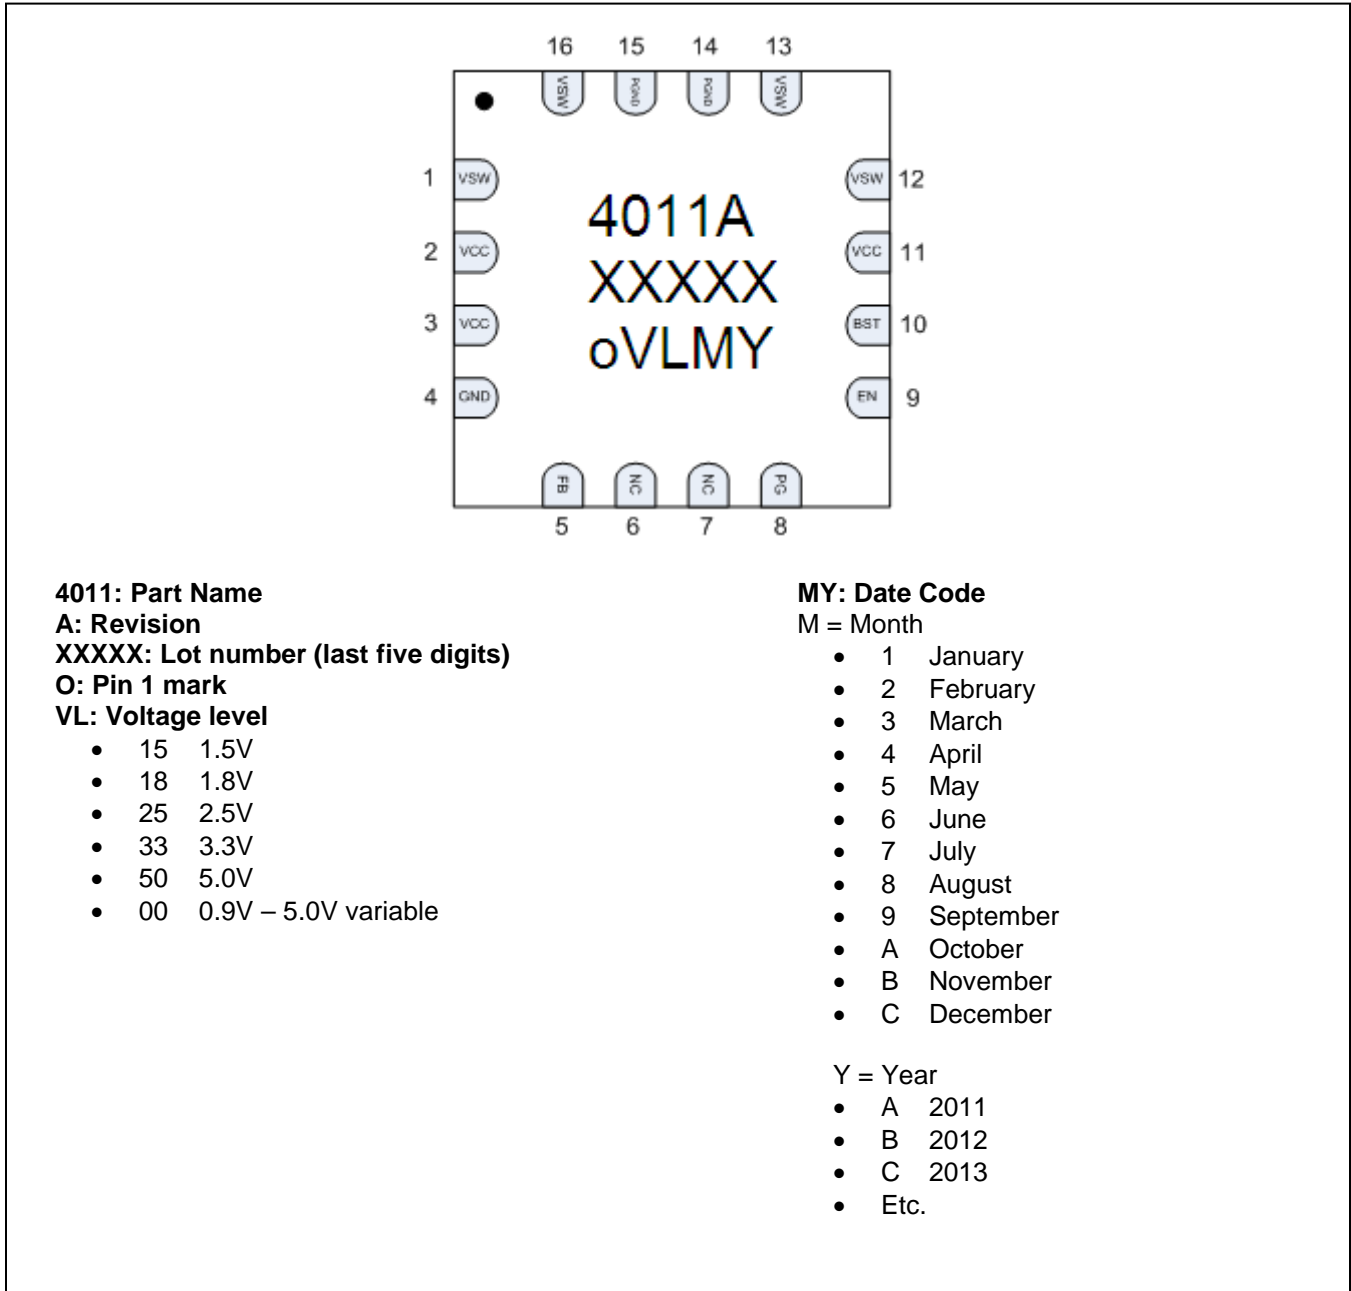 16 15 14 13
VSW PGND PGND VSW
1 VSW VSW 12
4011A
2 VCC VCC 11
XXXXX
3 VCC BST 10
oVLMY
4 GND EN 9
FB NC NC PG
5 6 7 8
4011: Part Name
A: Revision
XXXXX: Lot number (last five digits)
O: Pin 1 mark
VL: Voltage level
• 15 1.5V
• 18 1.8V
• 25 2.5V
• 33 3.3V
• 50 5.0V
• 00 0.9V – 5.0V variable
MY: Date Code
M = Month
• 1 January
• 2 February
• 3 March
• 4 April
• 5 May
• 6 June
• 7 July
• 8 August
• 9 September
• A October
• B November
• C December
Y = Year
• A 2011
• B 2012
• C 2013
• Etc.